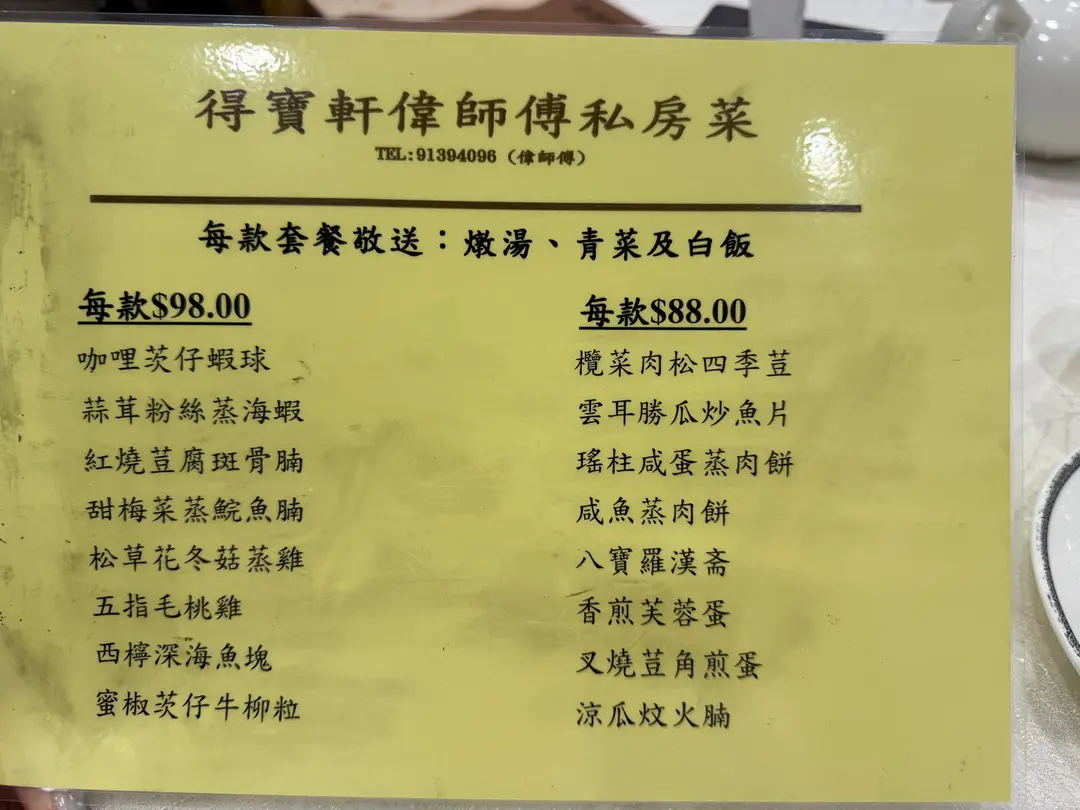 得寶軒偉師傅私房菜
TEL:91394096（偉師傅）
每款套餐敬送：燉湯、青菜及白飯
每款$98.00
咖哩茨仔蝦球
蒜茸粉絲蒸海蝦
紅燒荳腐斑骨腩
甜梅菜蒸鯇魚腩
松草花冬菇蒸雞
五指毛桃雞
西檸深海魚塊
蜜椒茨仔牛柳粒
每款$88.00
欖菜肉松四季荳
雲耳勝瓜炒魚片
瑤柱咸蛋蒸肉餅
咸魚蒸肉餅
八寶羅漢斋
香煎芙蓉蛋
叉燒荳角煎蛋
涼瓜炆火腩